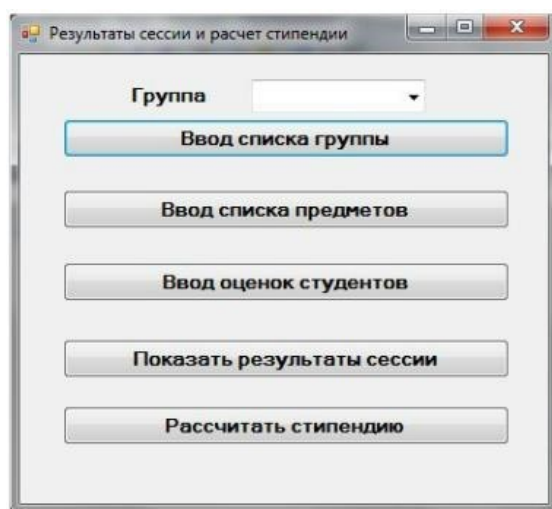 Результаты сессии и расчет стипендии
Группа
Ввод списка группы
Ввод списка предметов
Ввод оценок студентов
Показать результаты сессии
Рассчитать стипендию